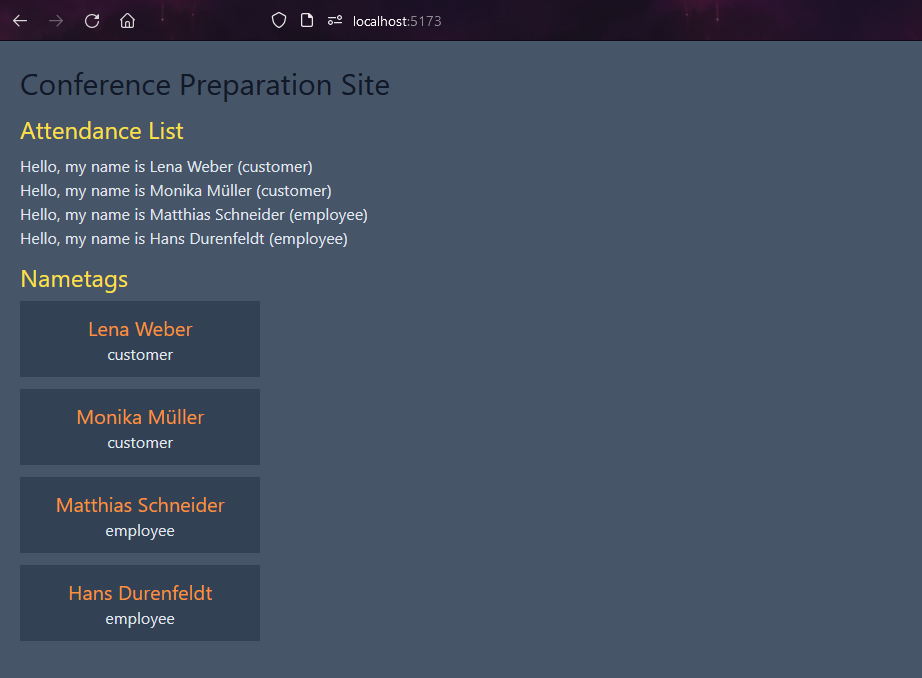 localhost:5173
Conference Preparation Site
Attendance List
Hello, my name is Lena Weber (customer)
Hello, my name is Monika Müller (customer)
Hello, my name is Matthias Schneider (employee)
Hello, my name is Hans Durenfeldt (employee)
Nametags
Lena Weber
customer
Monika Müller
customer
Matthias Schneider
employee
Hans Durenfeldt
employee